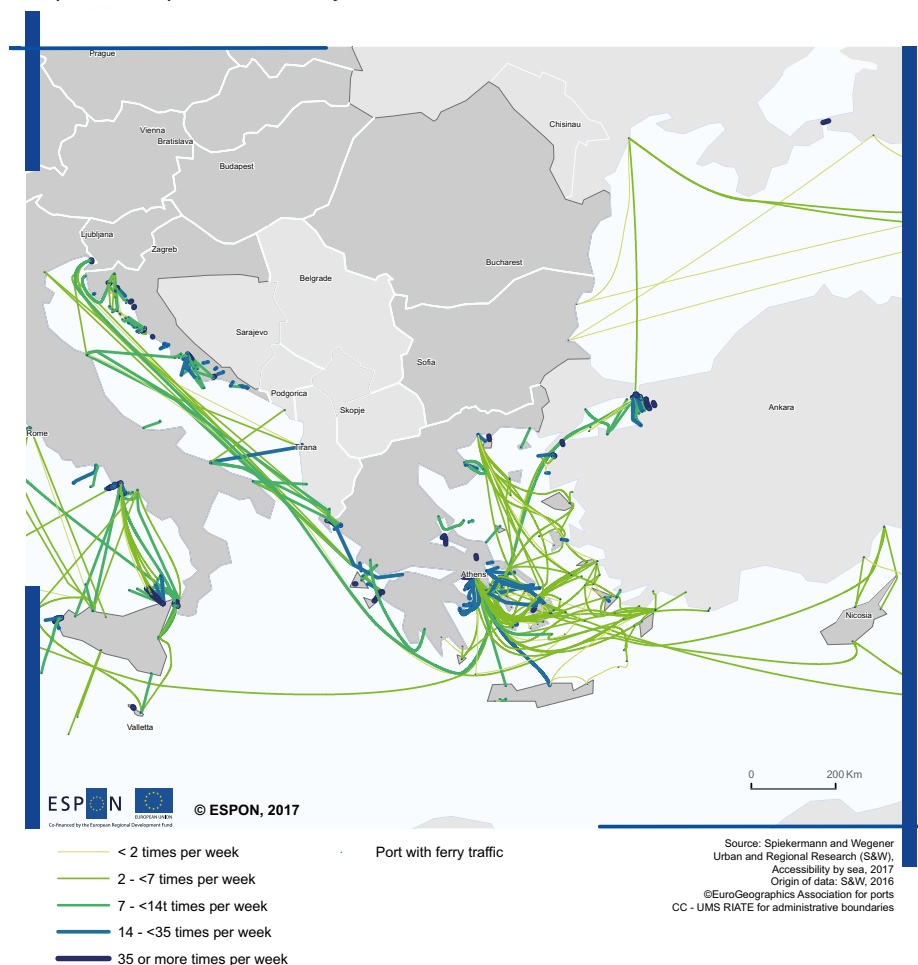 Prague
Chisinau
Vienna
Bratislava
Budapest
Ljubljana
Zagreb
Bucharest
Belgrade
Sarajevo
Sofia
Podgorica
Skopje
Ankara
Rome
Tirana
Athens
Nicosia
Valletta
0 200 Km
ESPON
EUROPEAN UNION
Co-financed by the European Regional Development Fund
© ESPON, 2017
< 2 times per week
2 - <7 times per week
7 - <14t times per week
14 - <35 times per week
35 or more times per week
Port with ferry traffic
Source: Spiekermann and Wegener
Urban and Regional Research (S&W),
Accessibility by sea, 2017
Origin of data: S&W, 2016
©EuroGeographics Association for ports
CC - UMS RIATE for administrative boundaries